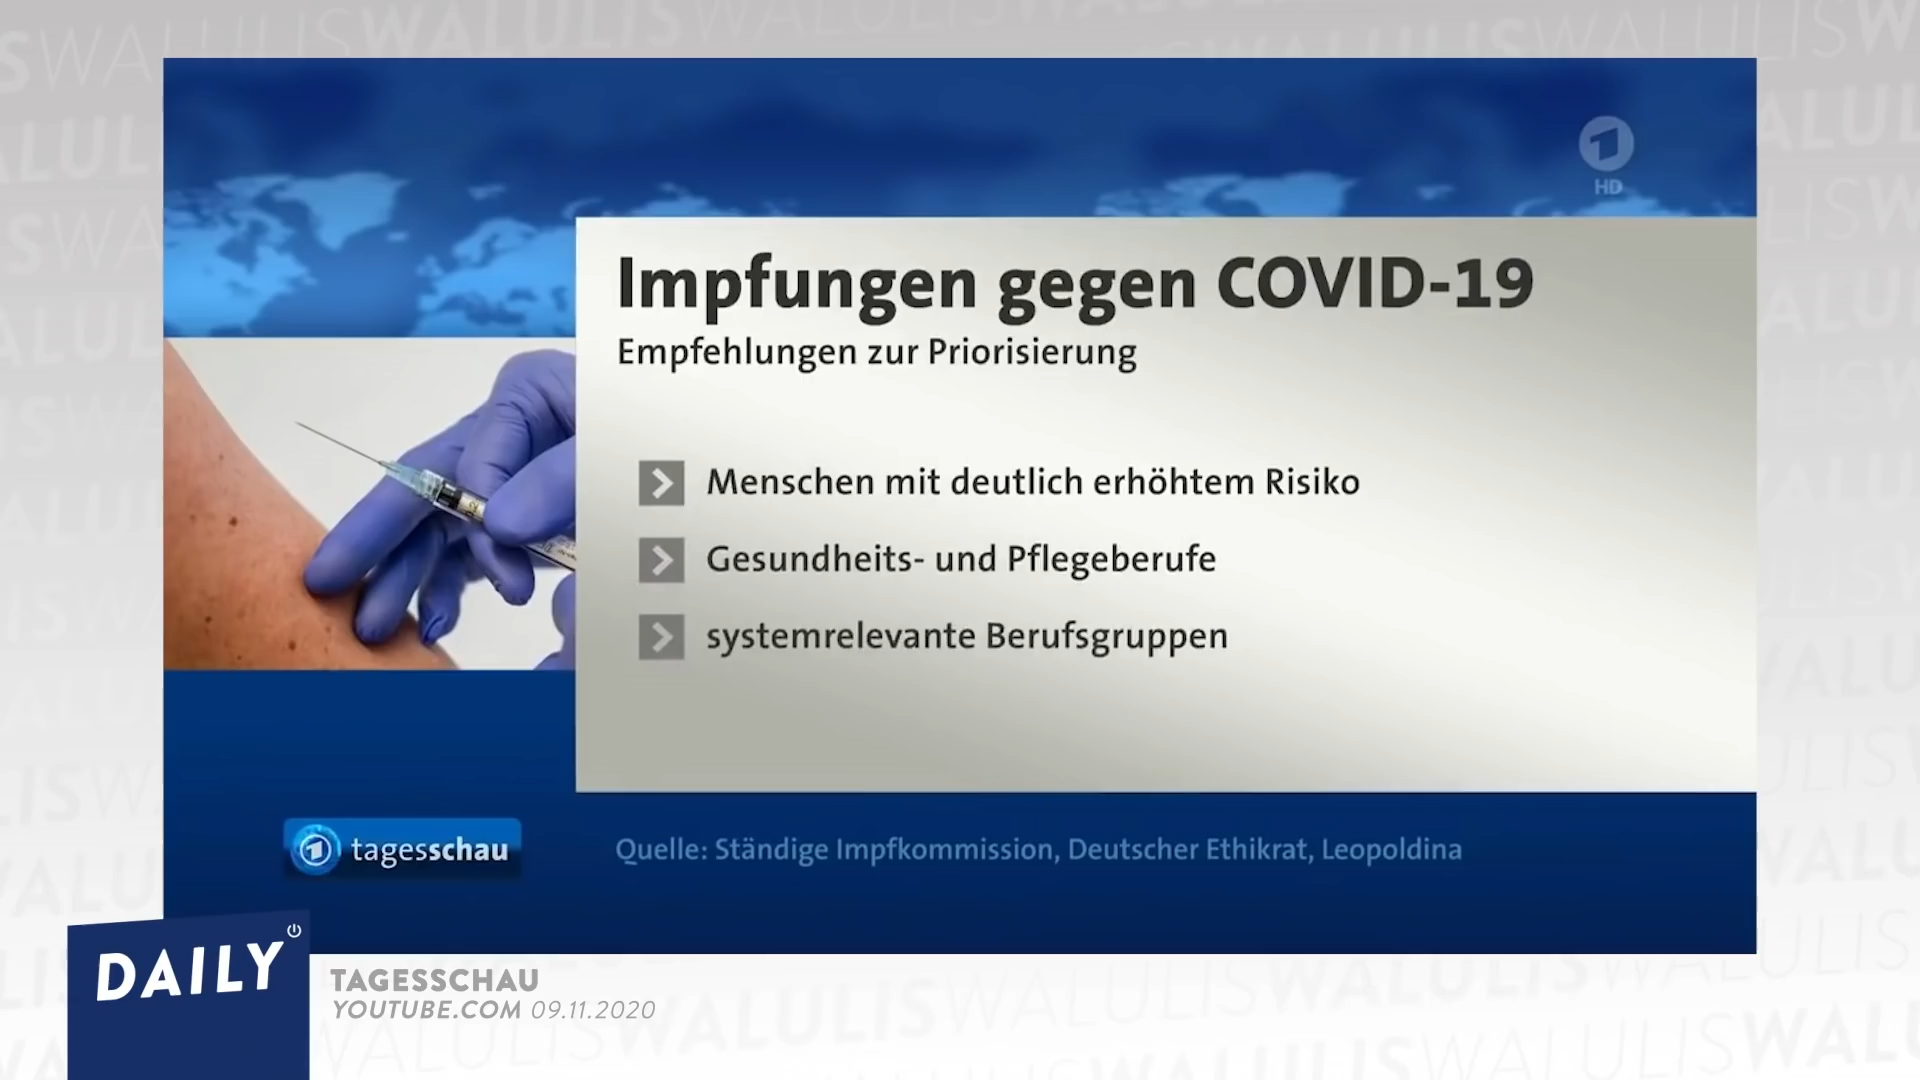 HD
Impfungen gegen COVID-19
Empfehlungen zur Priorisierung
Menschen mit deutlich erhöhtem Risiko
Gesundheits- und Pflegeberufe
systemrelevante Berufsgruppen
tagesschau
Quelle: Ständige Impfkommission, Deutscher Ethikrat, Leopoldina
DAILY
TAGESSCHAU
YOUTUBE.COM 09.11.2020
WALULISWALULISWALULIS